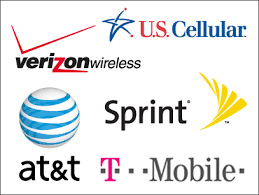 U.S. Cellular.
verizonwireless
Sprint
at&t
T··Mobile·